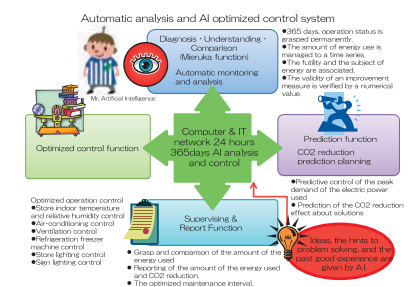 Automatic analysis and AI optimized control system
Diagnosis・Understanding・
Comparison
(Mieruka function)
Automatic monitoring
and analysis
●365 days, operation status is
grasped permanently.
●The amount of energy use is
managed to a time series.
●The futility and the subject of
energy are associated.
●The validity of an improvement
measure is verified by a numerical
value.
Mr. Artificial Intelligence.
Optimized control function
Computer & IT
network 24 hours
365days AI analysis
and control
Prediction function
CO2 reduction
prediction planning
●Predictive control of the peak
demand of the electric power
used
● Prediction of the CO2 reduction
effect about solutions
Optimized operation control
●Store indoor temperature
and relative humidity control
●Air-conditioning control
●Ventilation control
●Refrigeration freezer
machine control
●Store lighting control
●Sign lighting control
Supervising &
Report Function
● Grasp and comparison of the amount of the
energy used
● Reporting of the amount of the energy used
and CO2 reduction,
● The optimized maintenance interval.
Ideas, the hints to
problem solving, and the
past good experience are
given by A.I.